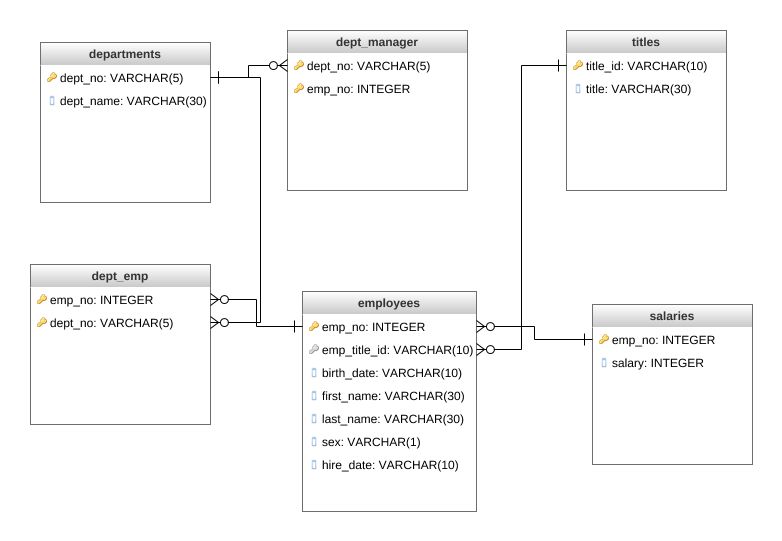 departments
dept_no: VARCHAR(5)
dept_name: VARCHAR(30)
dept_manager
dept_no: VARCHAR(5)
emp_no: INTEGER
titles
title_id: VARCHAR(10)
title: VARCHAR(30)
dept_emp
emp_no: INTEGER
dept_no: VARCHAR(5)
employees
emp_no: INTEGER
emp_title_id: VARCHAR(10)
birth_date: VARCHAR(10)
first_name: VARCHAR(30)
last_name: VARCHAR(30)
sex: VARCHAR(1)
hire_date: VARCHAR(10)
salaries
emp_no: INTEGER
salary: INTEGER